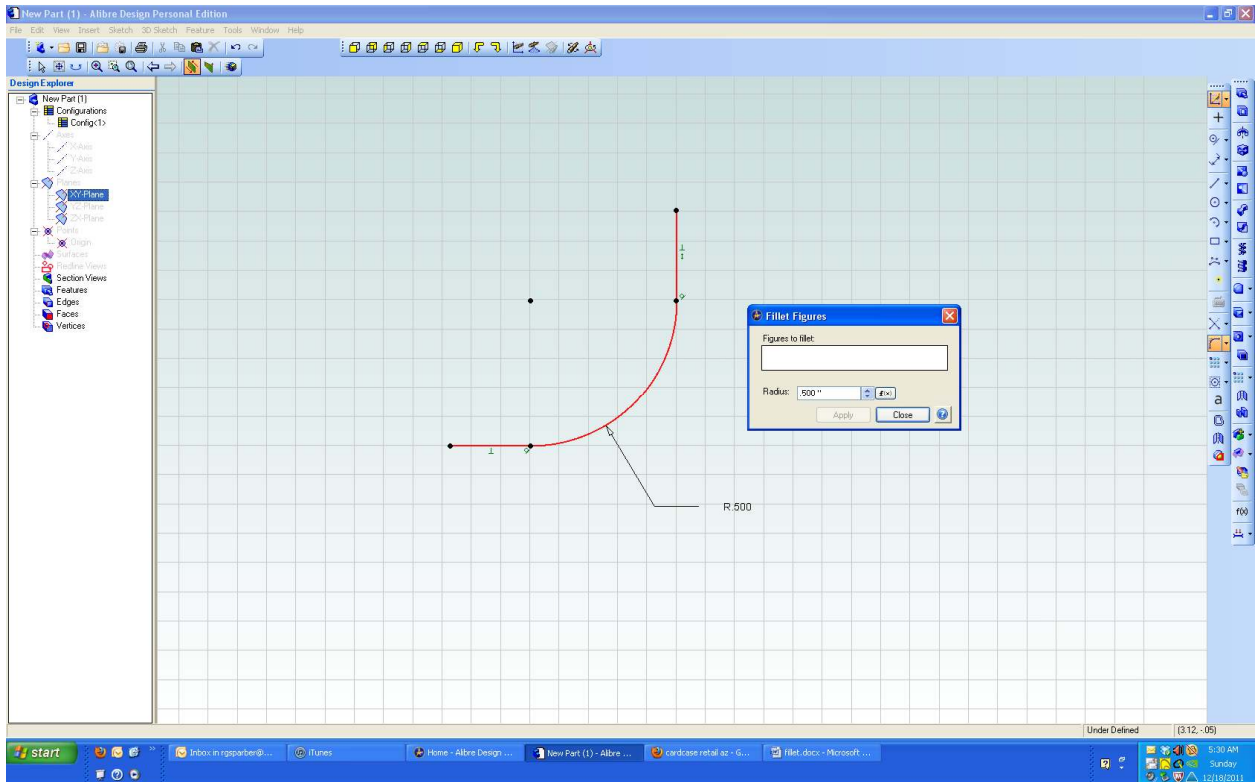 New Part (1) - Alibre Design Personal Edition
File Edit View Insert Sketch 3D Sketch Feature Tools Window Help
Design Explorer
New Part (1)
Configurations
Config<1>
Axes
X-Axis
Y-Axis
Z-Axis
Planes
XY-Plane
YZ-Plane
ZX-Plane
Points
Origin
Surfaces
Redline Views
Section Views
Features
Edges
Faces
Vertices
Fillet Figures
Figures to fillet:
Radius: .500 " f(x)
Apply Close
R.500
a
f(x)
Under Defined (3.12, -.05)
start
Inbox in rgsparber@...
iTunes
Home - Alibre Design ...
New Part (1) - Alibre ...
cardcase retail az - G...
fillet.docx - Microsoft ...
5:30 AM
Sunday
12/18/2011